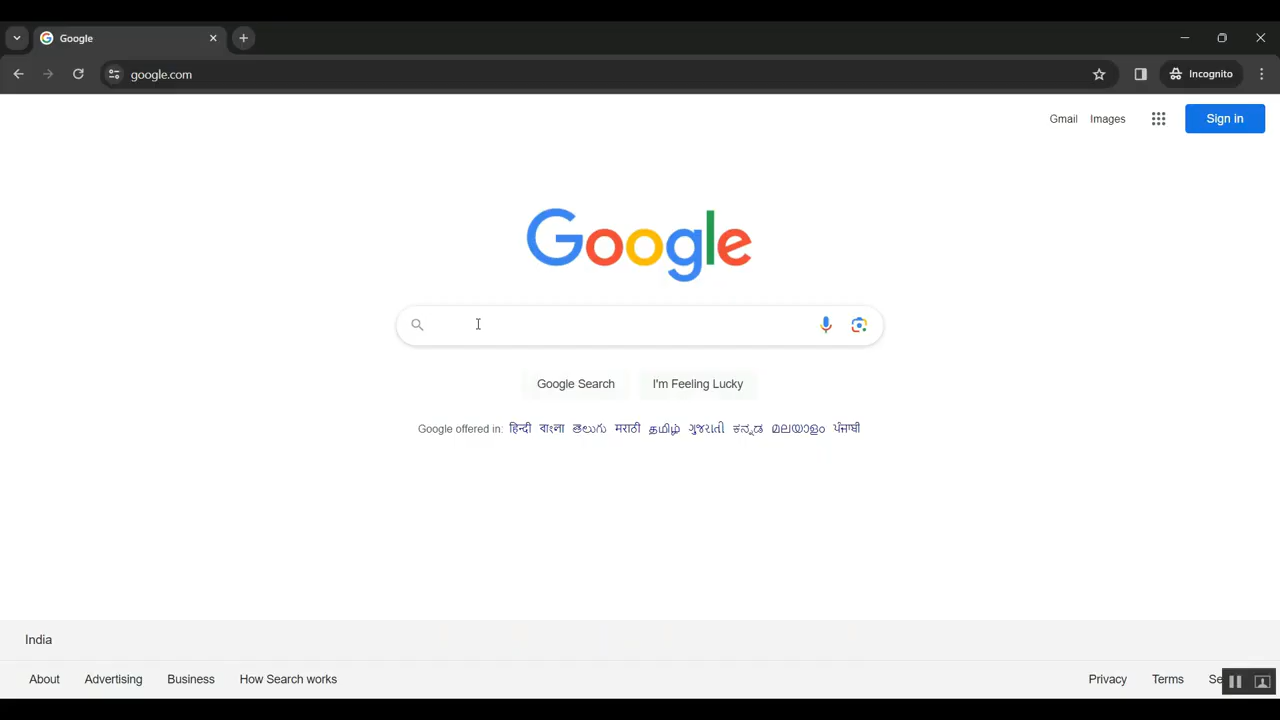 Google
google.com
Incognito
Gmail Images Sign in
Google
Google Search I'm Feeling Lucky
Google offered in: हिन्दी বাংলা తెలుగు मराठी தமிழ் ગુજરાતી ಕನ್ನಡ മലയാളം ਪੰਜਾਬੀ
India
About Advertising Business How Search works Privacy Terms Se